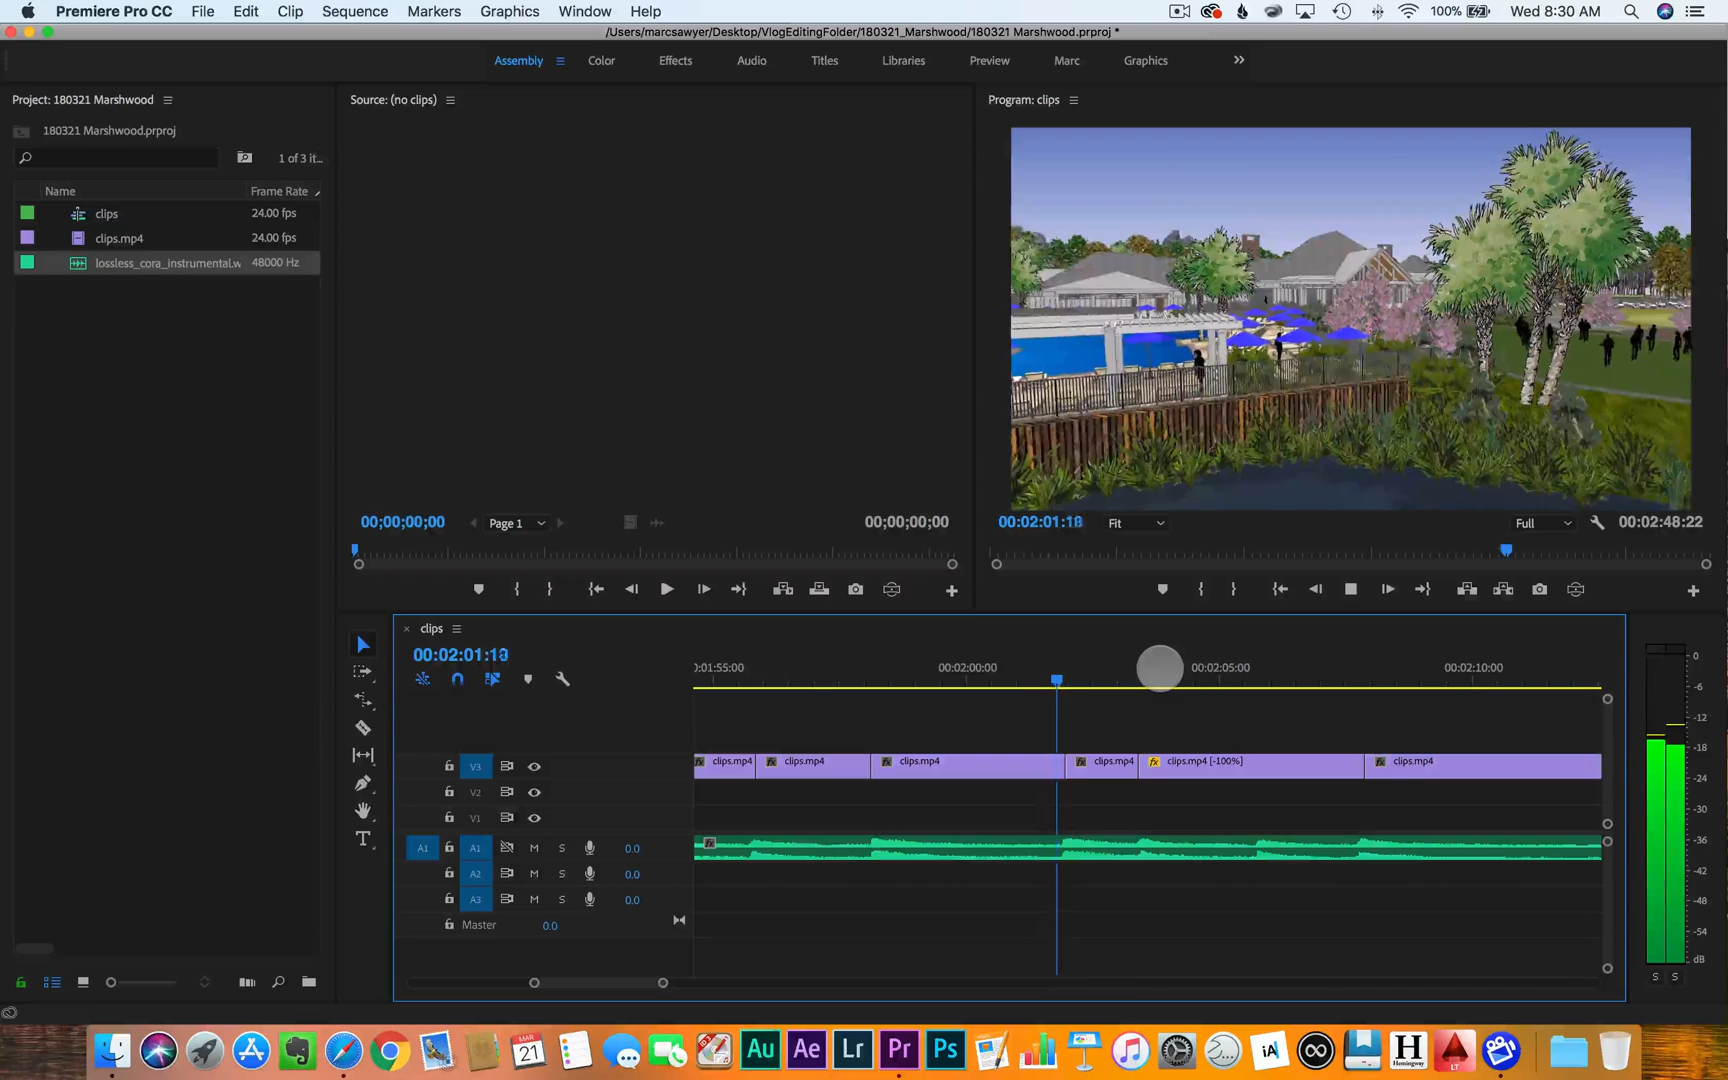 Premiere Pro CC File Edit Clip Sequence Markers Graphics Window Help 100% Wed 8:30 AM
/Users/marcsawyer/Desktop/VlogEditingFolder/180321_Marshwood/180321 Marshwood.prproj *
Assembly Color Effects Audio Titles Libraries Preview Marc Graphics
Project: 180321 Marshwood
Source: (no clips)
Program: clips
180321 Marshwood.prproj
1 of 3 it...
Name Frame Rate
clips 24.00 fps
clips.mp4 24.00 fps
lossless_cora_instrumental.w 48000 Hz
00;00;00;00 Page 1 00;00;00;00
00:02:01:18 Fit Full 00:02:48:22
clips
00:02:01:18
0:01:55:00 00:02:00:00 00:02:05:00 00:02:10:00
V3 clips.mp4 clips.mp4 clips.mp4 clips.mp4 clips.mp4 [-100%] clips.mp4
V2
V1
A1 A1 M S 0.0
A2 M S 0.0
A3 M S 0.0
Master 0.0
0
-6
-12
-18
-24
-30
-36
-42
-48
-54
dB
S S
MAR
21
Au Ae Lr Pr Ps iA H
Hemingway
LT